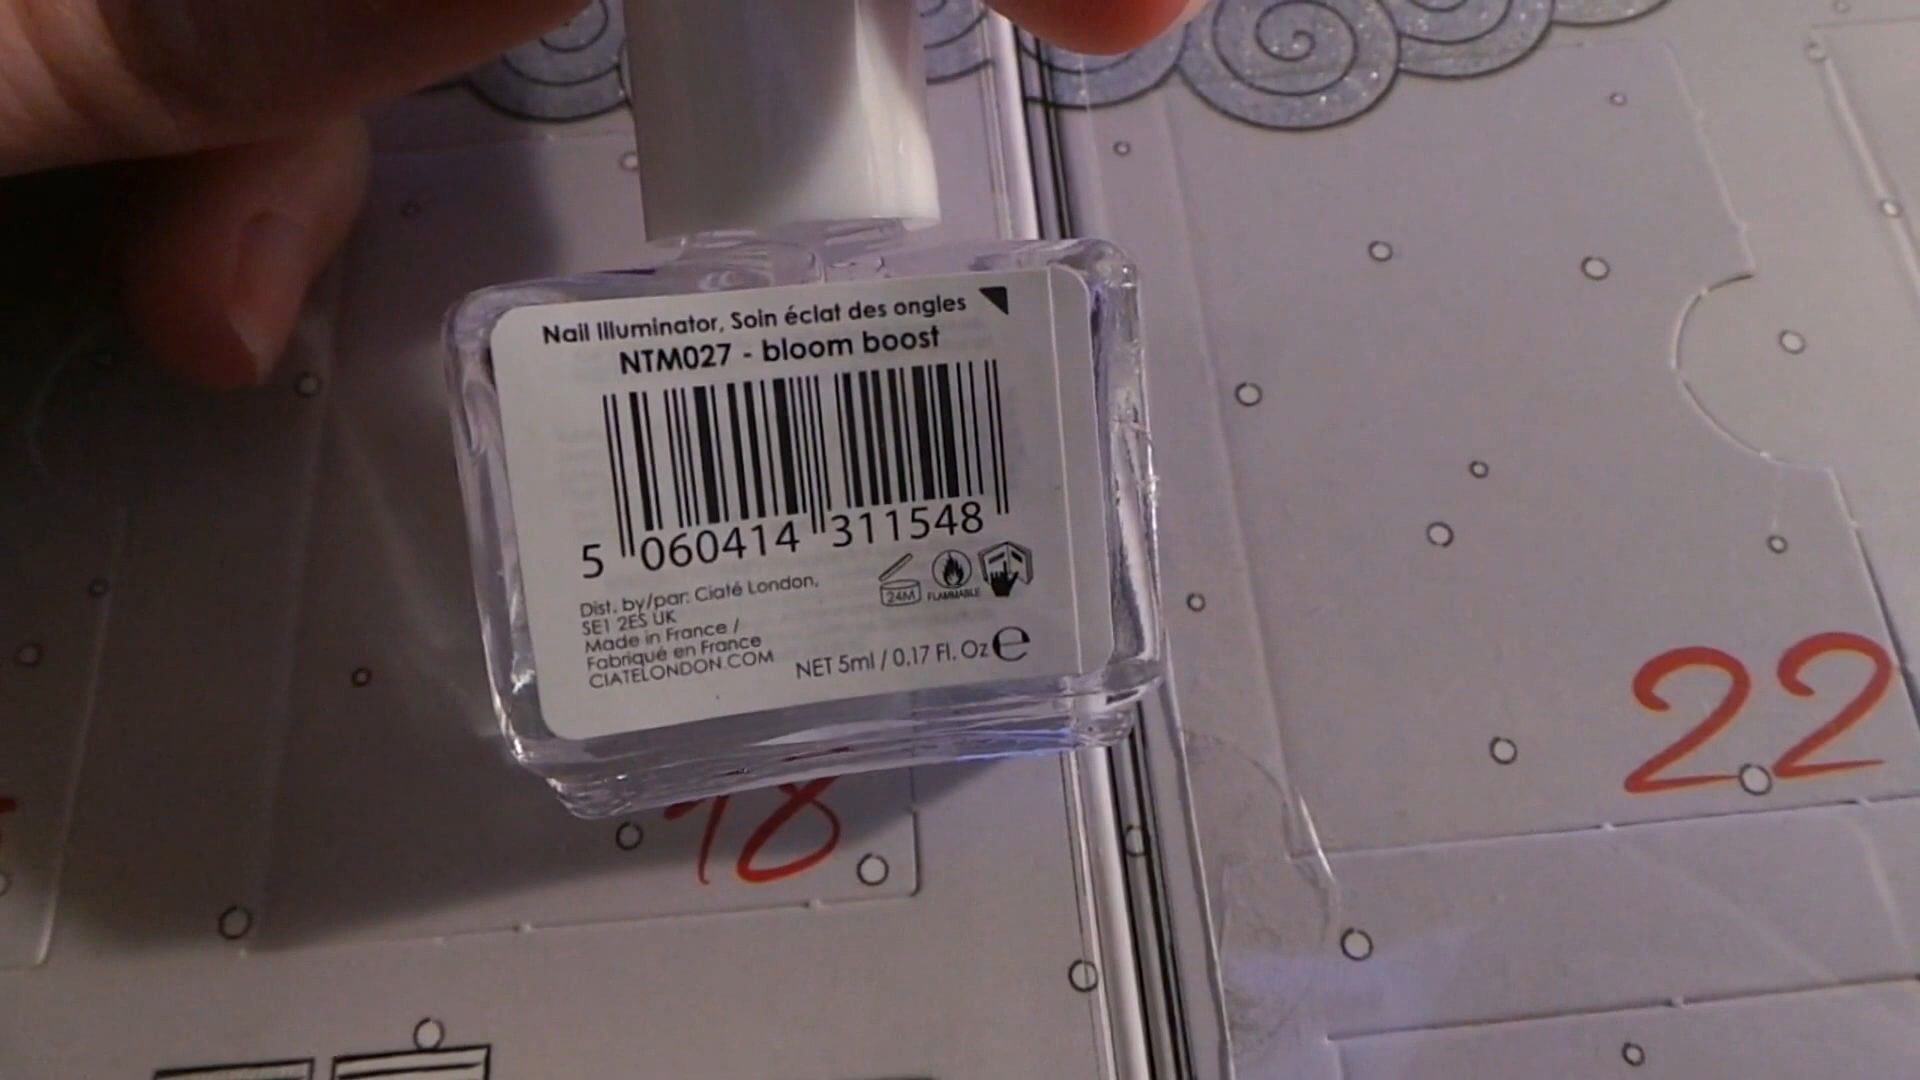 Nail Illuminator, Soin éclat des ongles
NTM027 - bloom boost
5 060414 311548
Dist. by/par: Ciaté London,
SE1 2ES UK
Made in France /
Fabriqué en France
CIATELONDON.COM
24M
FLAMMABLE
NET 5ml / 0.17 Fl. Oz e
18
22